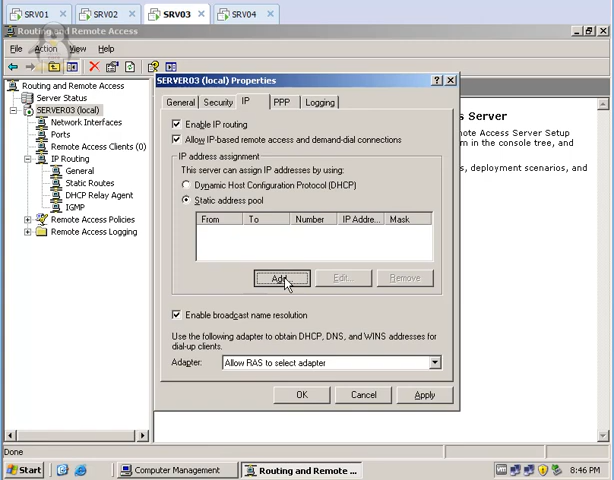 SRV01
SRV02
SRV03
SRV04
Routing and Remote Access
File Action View Help
Routing and Remote Access
Server Status
SERVER03 (local)
Network Interfaces
Ports
Remote Access Clients (0)
IP Routing
General
Static Routes
DHCP Relay Agent
IGMP
Remote Access Policies
Remote Access Logging
SERVER03 (local) Properties
General Security IP PPP Logging
Enable IP routing
Allow IP-based remote access and demand-dial connections
IP address assignment
This server can assign IP addresses by using:
Dynamic Host Configuration Protocol (DHCP)
Static address pool
From To Number IP Addre... Mask
Add... Edit... Remove
Enable broadcast name resolution
Use the following adapter to obtain DHCP, DNS, and WINS addresses for
dial-up clients.
Adapter: Allow RAS to select adapter
OK Cancel Apply
s Server
ote Access Server Setup
m in the console tree, and
, deployment scenarios, and
Done
Start Computer Management Routing and Remote ... 8:46 PM